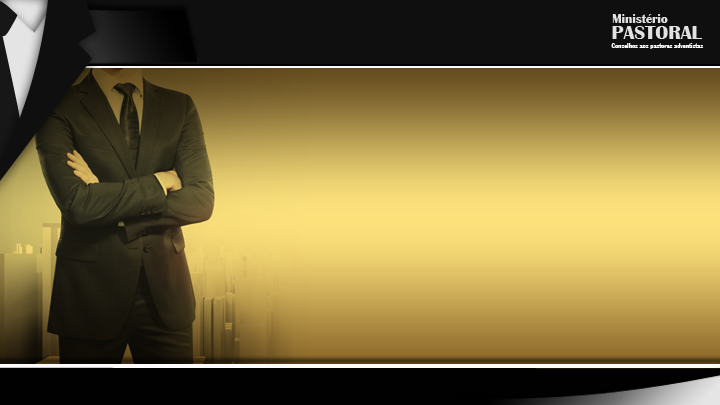 Ministério
PASTORAL
Conselhos aos pastores adventistas